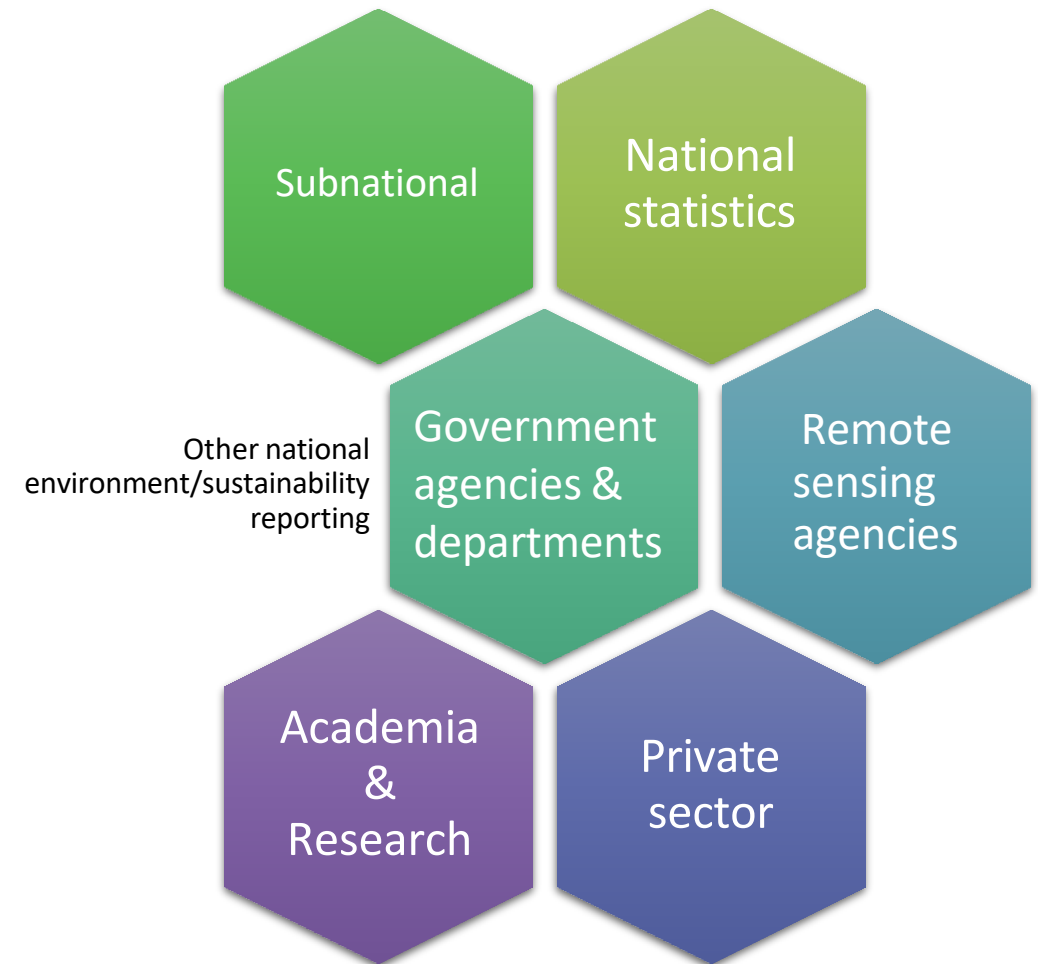 Subnational
National
statistics
Other national
environment/sustainability
reporting
Government
agencies &
departments
Remote
sensing
agencies
Academia
&
Research
Private
sector